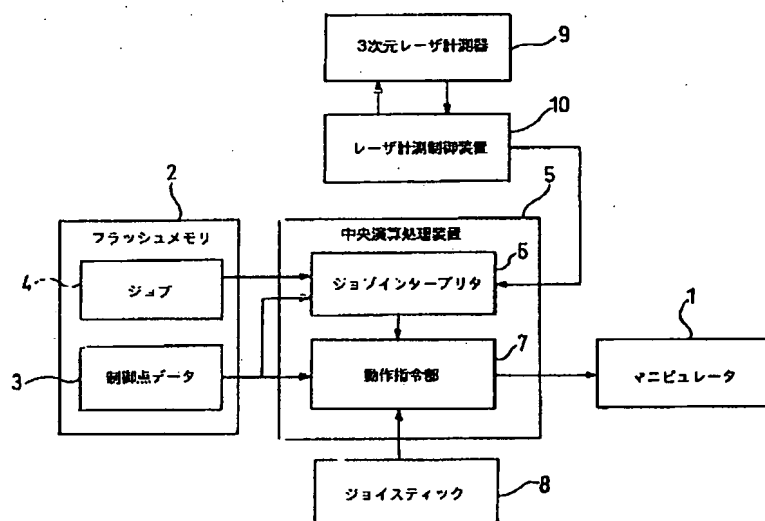 3次元レーザ計測器
9
10
レーザ計測制御装置
2
5
フラッシュメモリ
中央演算処理装置
6
4
ジョブ
ジョブインタープリタ
1
3
制御点データ
7
動作指令部
マニピュレータ
ジョイスティック
8